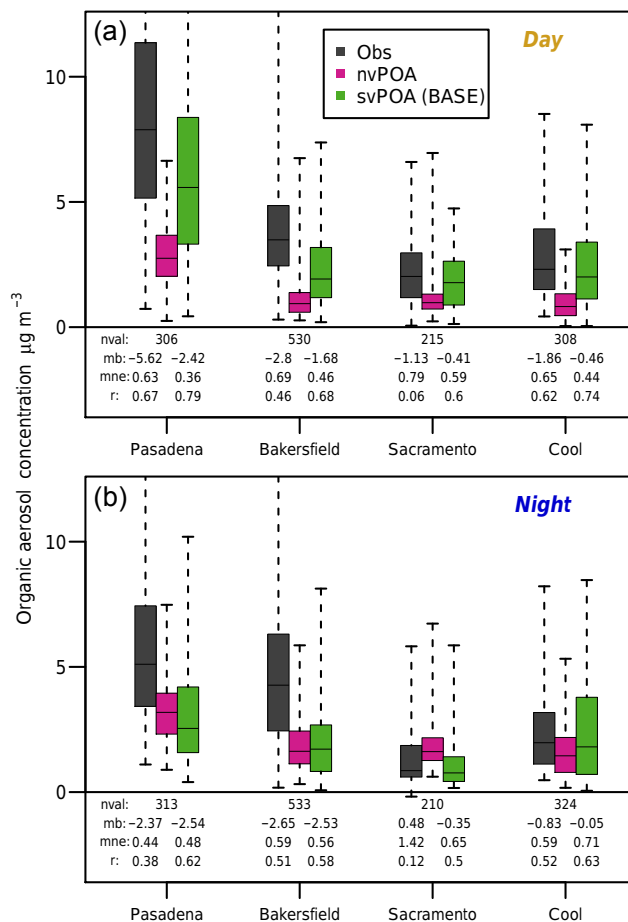 Organic aerosol concentration μg m⁻³
(a)
Day
Obs
nvPOA
svPOA (BASE)
10
5
0
nval: 306 530 215 308
mb: −5.62 −2.42 −2.8 −1.68 −1.13 −0.41 −1.86 −0.46
mne: 0.63 0.36 0.69 0.46 0.79 0.59 0.65 0.44
r: 0.67 0.79 0.46 0.68 0.06 0.6 0.62 0.74
Pasadena Bakersfield Sacramento Cool
(b)
Night
10
5
0
nval: 313 533 210 324
mb: −2.37 −2.54 −2.65 −2.53 0.48 −0.35 −0.83 −0.05
mne: 0.44 0.48 0.59 0.56 1.42 0.65 0.59 0.71
r: 0.38 0.62 0.51 0.58 0.12 0.5 0.52 0.63
Pasadena Bakersfield Sacramento Cool